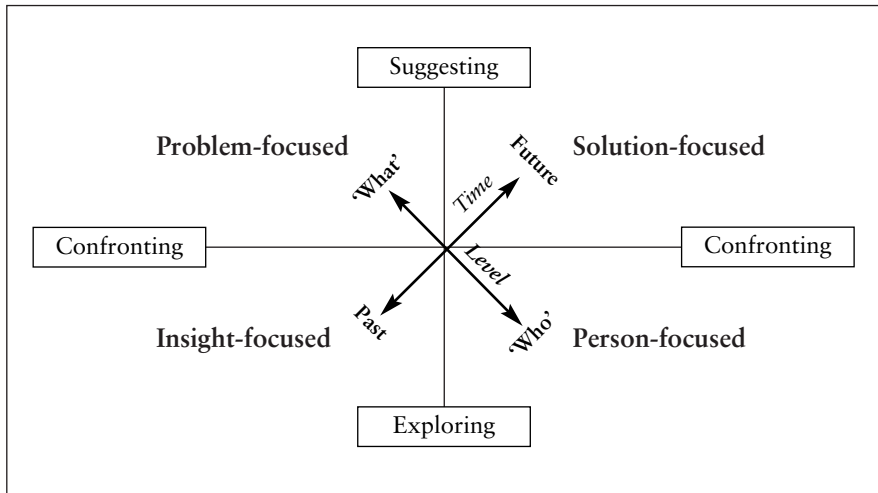 Suggesting
Problem-focused
Solution-focused
‘What’
Time
Future
Confronting
Confronting
Level
Past
‘Who’
Insight-focused
Person-focused
Exploring